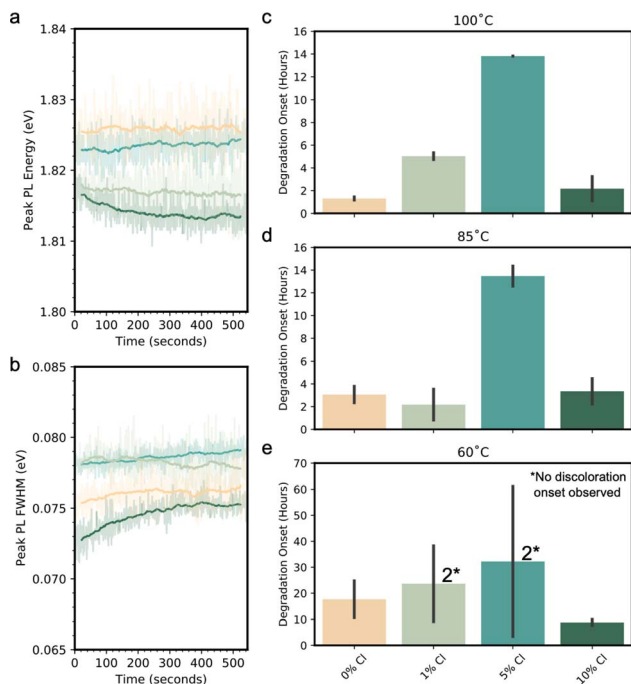 a
1.84
1.83
1.82
1.81
1.80
Peak PL Energy (eV)
0 100 200 300 400 500
Time (seconds)
b
0.085
0.080
0.075
0.070
0.065
Peak PL FWHM (eV)
0 100 200 300 400 500
Time (seconds)
c
100˚C
16
14
12
10
8
6
4
2
0
Degradation Onset (Hours)
d
85˚C
16
14
12
10
8
6
4
2
0
Degradation Onset (Hours)
e
60˚C
70
60
50
40
30
20
10
0
Degradation Onset (Hours)
*No discoloration
onset observed
2* 2*
0% Cl 1% Cl 5% Cl 10% Cl